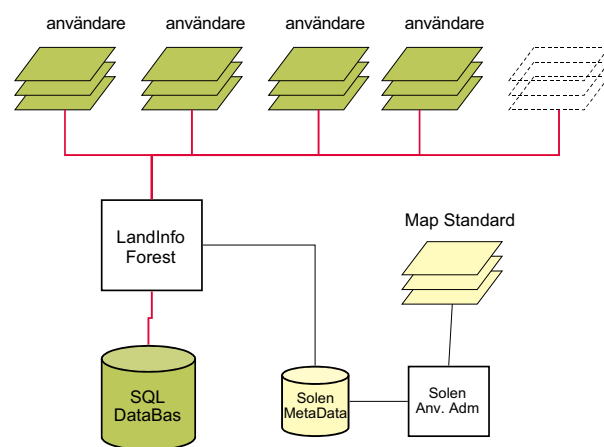 användare
användare
användare
användare
LandInfo
Forest
Map Standard
SQL
DataBas
Solen
MetaData
Solen
Anv. Adm